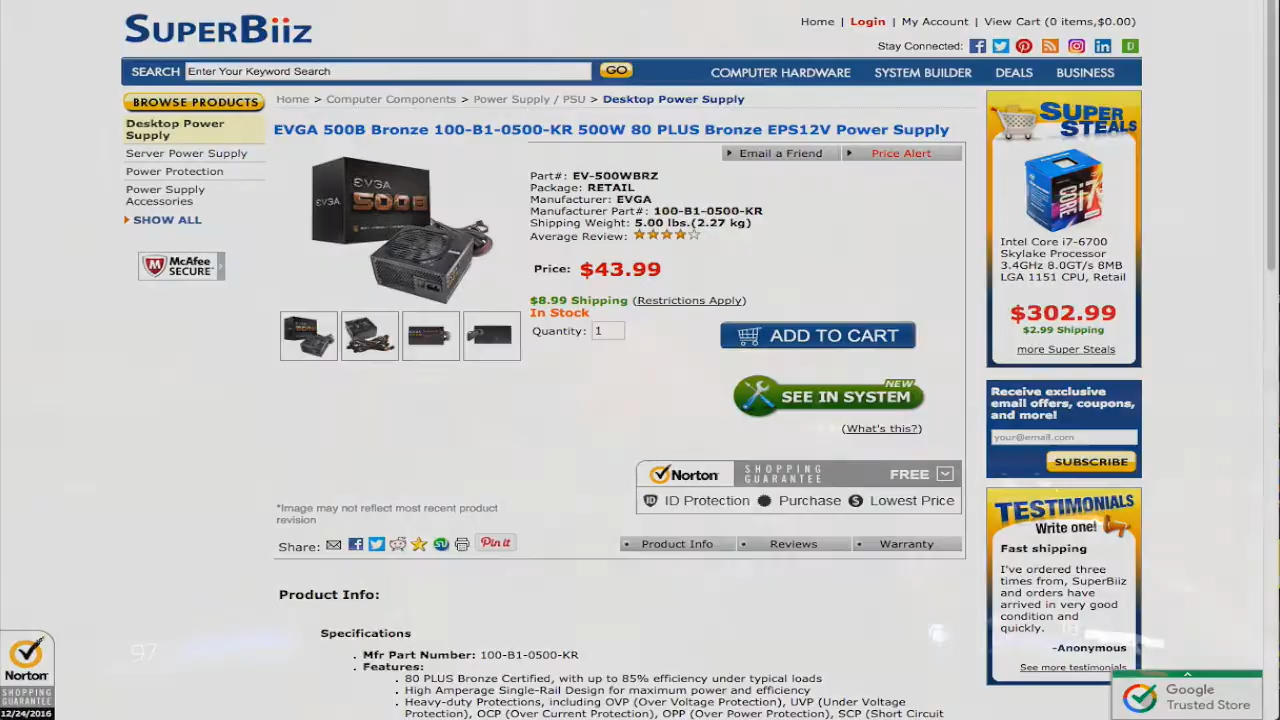 SUPERBiiZ
Home | Login | My Account | View Cart (0 items,$0.00)
Stay Connected:
SEARCH Enter Your Keyword Search GO
COMPUTER HARDWARE SYSTEM BUILDER DEALS BUSINESS
BROWSE PRODUCTS
Desktop Power
Supply
Server Power Supply
Power Protection
Power Supply
Accessories
SHOW ALL
McAfee
SECURE
Home > Computer Components > Power Supply / PSU > Desktop Power Supply
EVGA 500B Bronze 100-B1-0500-KR 500W 80 PLUS Bronze EPS12V Power Supply
Email a Friend Price Alert
EVGA
500B
EVGA
Part#: EV-500WBRZ
Package: RETAIL
Manufacturer: EVGA
Manufacturer Part#: 100-B1-0500-KR
Shipping Weight: 5.00 lbs.(2.27 kg)
Average Review:
Price: $43.99
$8.99 Shipping (Restrictions Apply)
In Stock
Quantity: 1
ADD TO CART
NEW
SEE IN SYSTEM
(What's this?)
Norton SHOPPING GUARANTEE FREE
ID Protection Purchase $ Lowest Price
*Image may not reflect most recent product
revision
Share: Pin it
• Product Info • Reviews • Warranty
Product Info:
Specifications
. Mfr Part Number: 100-B1-0500-KR
. Features:
. 80 PLUS Bronze Certified, with up to 85% efficiency under typical loads
. High Amperage Single-Rail Design for maximum power and efficiency
. Heavy-duty Protections, including OVP (Over Voltage Protection), UVP (Under Voltage
Protection), OCP (Over Current Protection), OPP (Over Power Protection), SCP (Short Circuit
SUPER
STEALS
CORE i7
Intel Core i7-6700
Skylake Processor
3.4GHz 8.0GT/s 8MB
LGA 1151 CPU, Retail
$302.99
$2.99 Shipping
more Super Steals
Receive exclusive
email offers, coupons,
and more!
your@email.com
SUBSCRIBE
TESTIMONIALS
Write one!
Fast shipping
I've ordered three
times from, SuperBiiz
and orders have
arrived in very good
condition and
quickly.
-Anonymous
See more testimonials
Google
Trusted Store
Norton
SHOPPING
GUARANTEE
12/24/2016
97